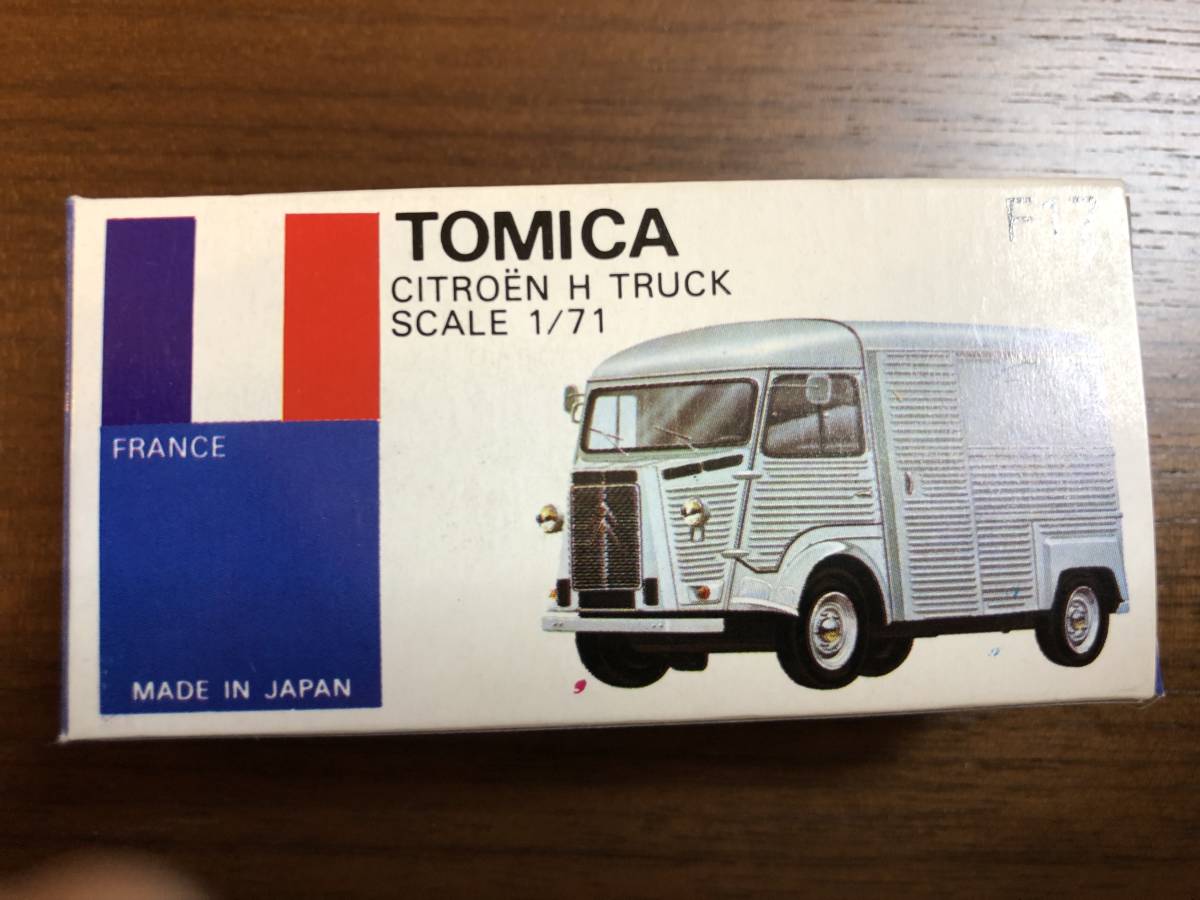 TOMICA
CITROËN H TRUCK
SCALE 1/71
FRANCE
MADE IN JAPAN